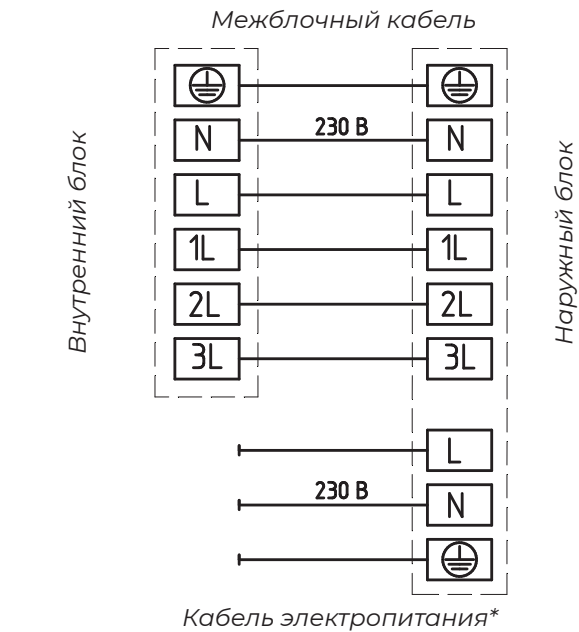 Межблочный кабель
Внутренний блок
Наружный блок
N 230 В N
L L
1L 1L
2L 2L
3L 3L
L
230 В N
Кабель электропитания*